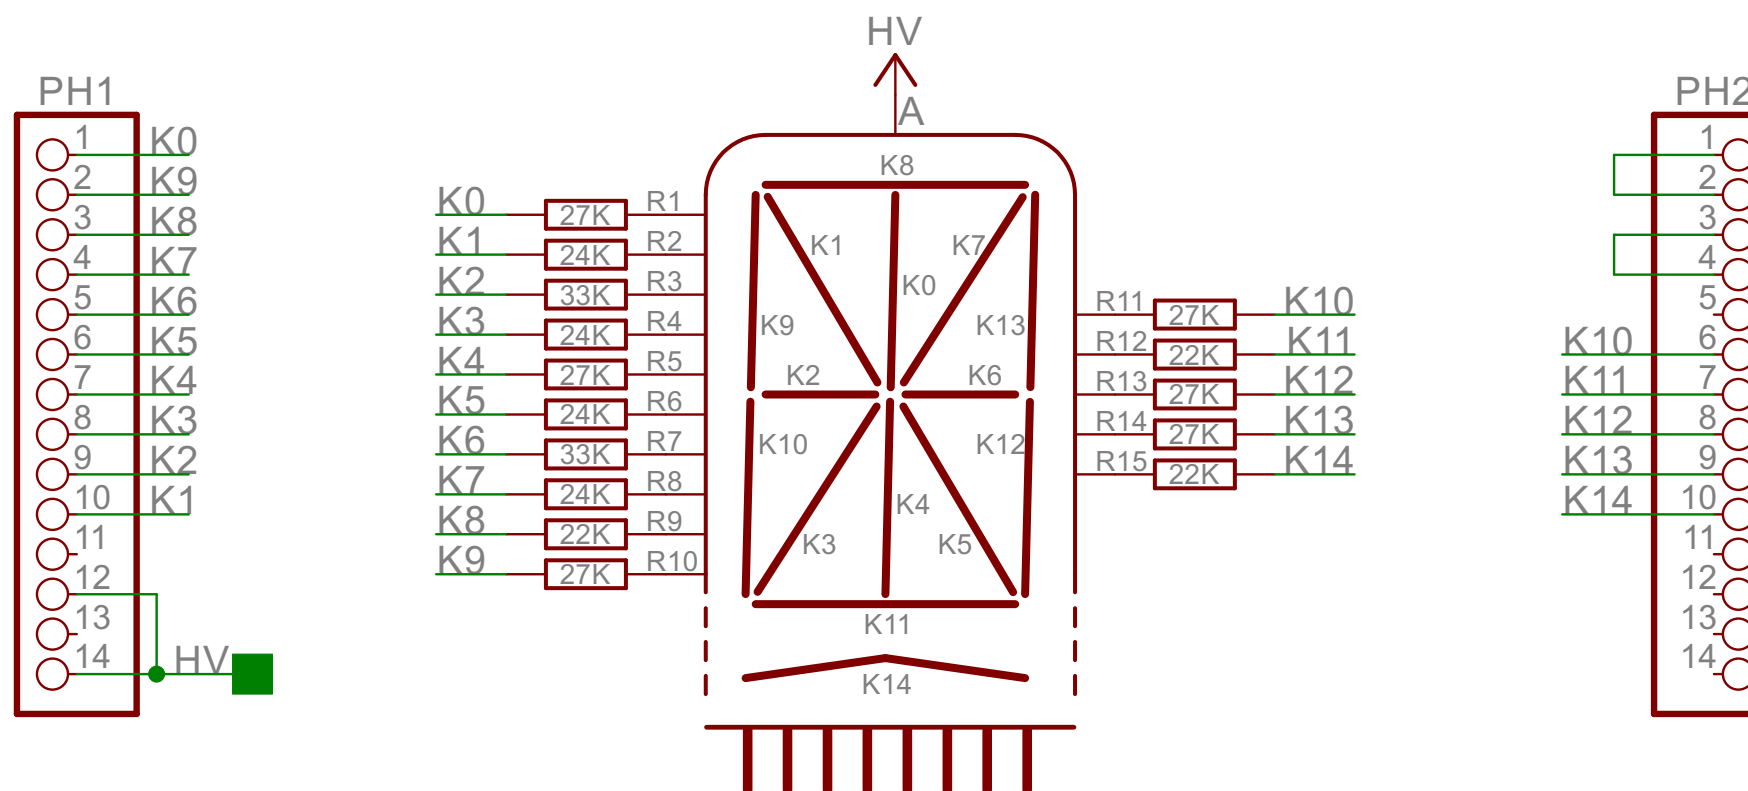 HV
A
PH1
1 K0
2 K9
3 K8
4 K7
5 K6
6 K5
7 K4
8 K3
9 K2
10 K1
11
12
13
14 HV
K0 27K R1
K1 24K R2
K2 33K R3
K3 24K R4
K4 27K R5
K5 24K R6
K6 33K R7
K7 24K R8
K8 22K R9
K9 27K R10
K8
K1 K7
K0
K9 K13
K2 K6
K10 K12
K4
K3 K5
K11
K14
R11 27K K10
R12 22K K11
R13 27K K12
R14 27K K13
R15 22K K14
PH2
1
2
3
4
5
K10 6
K11 7
K12 8
K13 9
K14 10
11
12
13
14